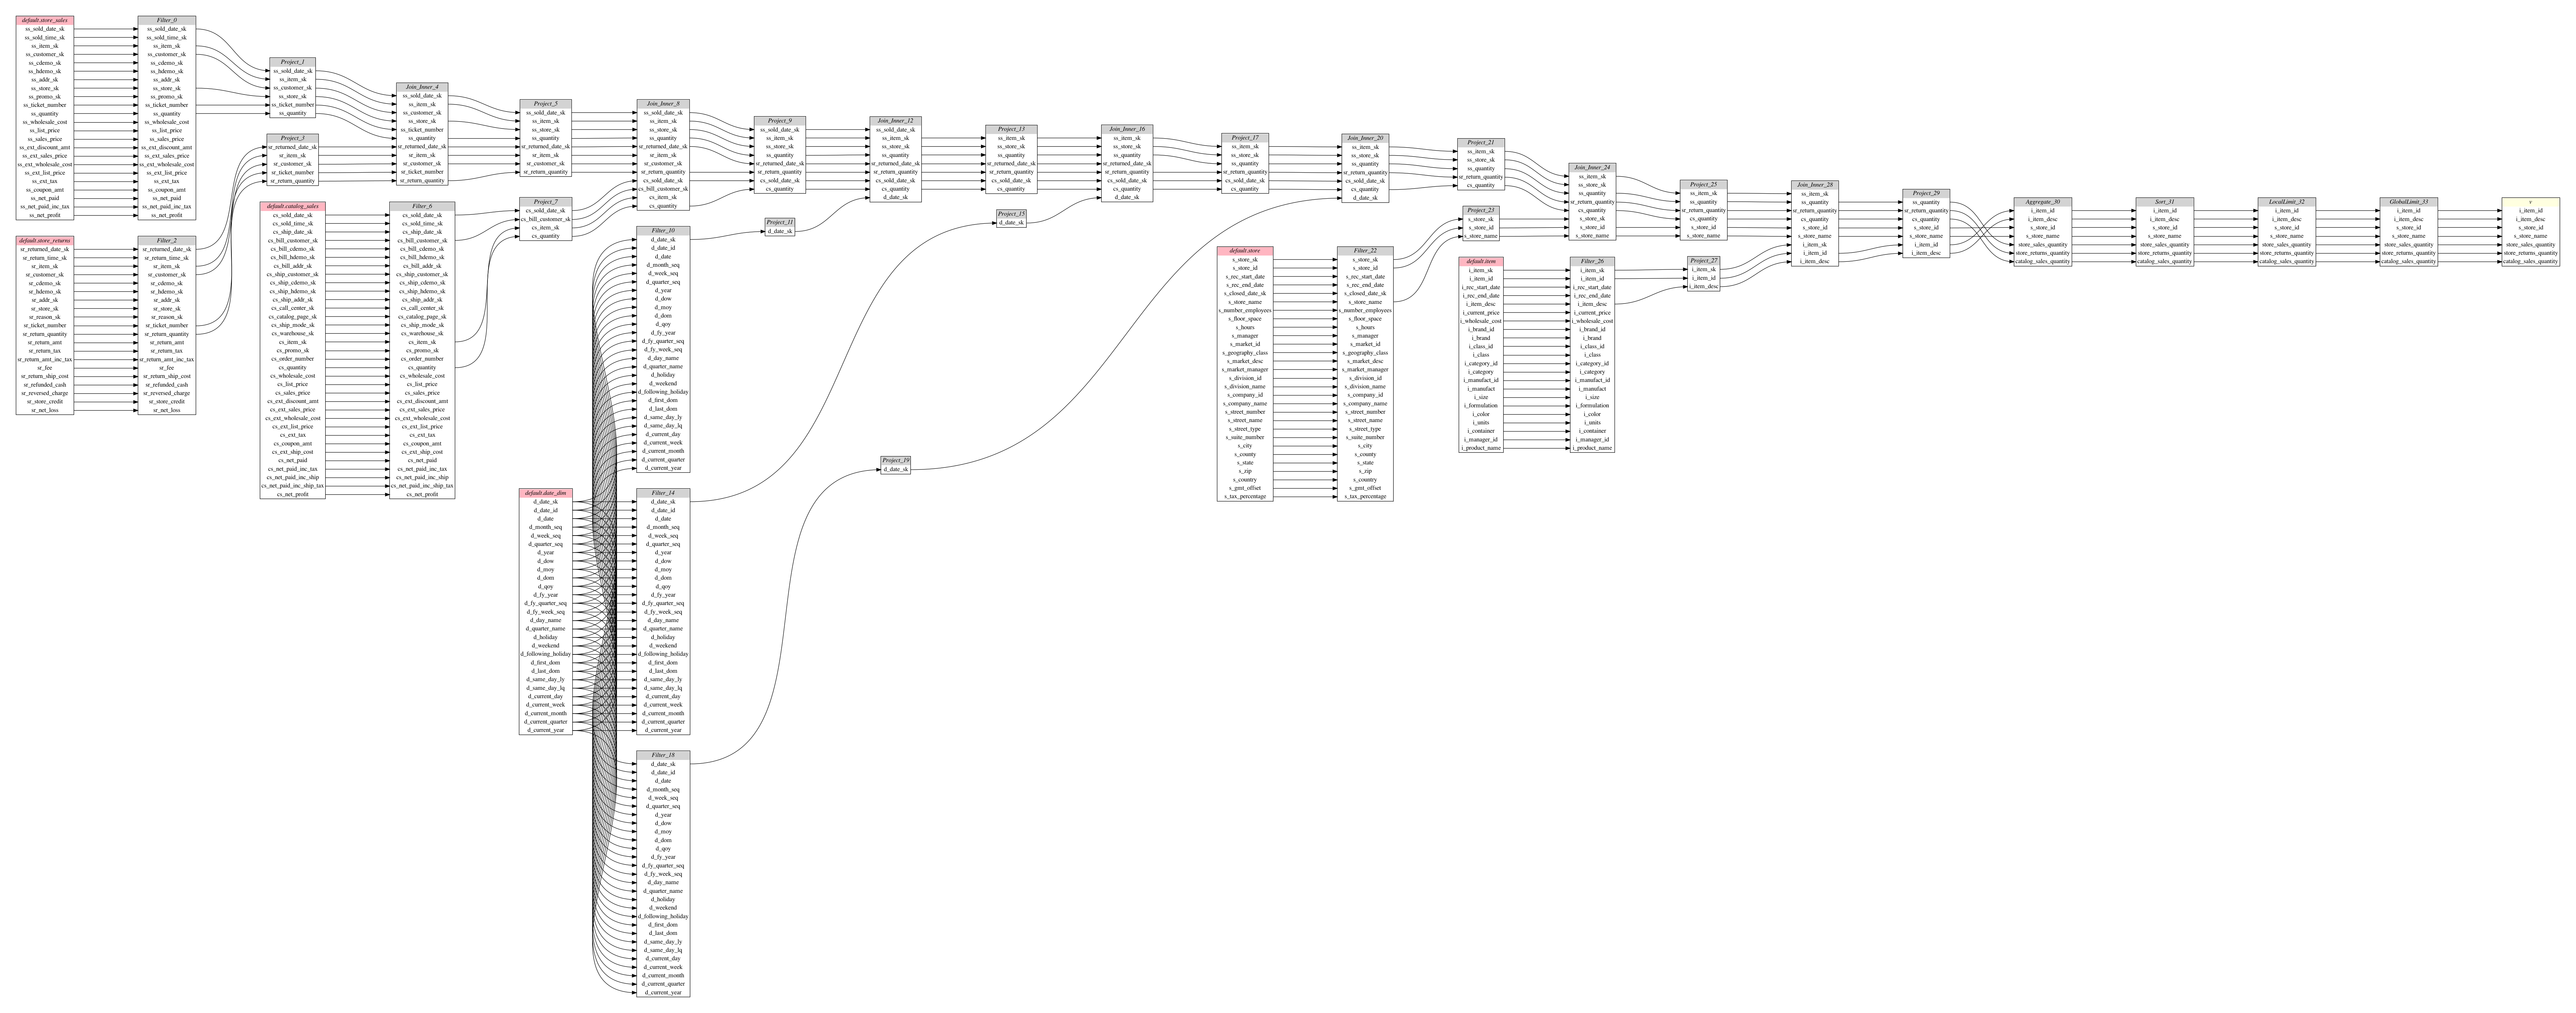 default.store_sales
ss_sold_date_sk
ss_sold_time_sk
ss_item_sk
ss_customer_sk
ss_cdemo_sk
ss_hdemo_sk
ss_addr_sk
ss_store_sk
ss_promo_sk
ss_ticket_number
ss_quantity
ss_wholesale_cost
ss_list_price
ss_sales_price
ss_ext_discount_amt
ss_ext_sales_price
ss_ext_wholesale_cost
ss_ext_list_price
ss_ext_tax
ss_coupon_amt
ss_net_paid
ss_net_paid_inc_tax
ss_net_profit
default.store_returns
sr_returned_date_sk
sr_return_time_sk
sr_item_sk
sr_customer_sk
sr_cdemo_sk
sr_hdemo_sk
sr_addr_sk
sr_store_sk
sr_reason_sk
sr_ticket_number
sr_return_quantity
sr_return_amt
sr_return_tax
sr_return_amt_inc_tax
sr_fee
sr_return_ship_cost
sr_refunded_cash
sr_reversed_charge
sr_store_credit
sr_net_loss
Filter_0
ss_sold_date_sk
ss_sold_time_sk
ss_item_sk
ss_customer_sk
ss_cdemo_sk
ss_hdemo_sk
ss_addr_sk
ss_store_sk
ss_promo_sk
ss_ticket_number
ss_quantity
ss_wholesale_cost
ss_list_price
ss_sales_price
ss_ext_discount_amt
ss_ext_sales_price
ss_ext_wholesale_cost
ss_ext_list_price
ss_ext_tax
ss_coupon_amt
ss_net_paid
ss_net_paid_inc_tax
ss_net_profit
Filter_2
sr_returned_date_sk
sr_return_time_sk
sr_item_sk
sr_customer_sk
sr_cdemo_sk
sr_hdemo_sk
sr_addr_sk
sr_store_sk
sr_reason_sk
sr_ticket_number
sr_return_quantity
sr_return_amt
sr_return_tax
sr_return_amt_inc_tax
sr_fee
sr_return_ship_cost
sr_refunded_cash
sr_reversed_charge
sr_store_credit
sr_net_loss
Project_1
ss_sold_date_sk
ss_item_sk
ss_customer_sk
ss_store_sk
ss_ticket_number
ss_quantity
Project_3
sr_returned_date_sk
sr_item_sk
sr_customer_sk
sr_ticket_number
sr_return_quantity
default.catalog_sales
cs_sold_date_sk
cs_sold_time_sk
cs_ship_date_sk
cs_bill_customer_sk
cs_bill_cdemo_sk
cs_bill_hdemo_sk
cs_bill_addr_sk
cs_ship_customer_sk
cs_ship_cdemo_sk
cs_ship_hdemo_sk
cs_ship_addr_sk
cs_call_center_sk
cs_catalog_page_sk
cs_ship_mode_sk
cs_warehouse_sk
cs_item_sk
cs_promo_sk
cs_order_number
cs_quantity
cs_wholesale_cost
cs_list_price
cs_sales_price
cs_ext_discount_amt
cs_ext_sales_price
cs_ext_wholesale_cost
cs_ext_list_price
cs_ext_tax
cs_coupon_amt
cs_ext_ship_cost
cs_net_paid
cs_net_paid_inc_tax
cs_net_paid_inc_ship
cs_net_paid_inc_ship_tax
cs_net_profit
Join_Inner_4
ss_sold_date_sk
ss_item_sk
ss_customer_sk
ss_store_sk
ss_ticket_number
ss_quantity
sr_returned_date_sk
sr_item_sk
sr_customer_sk
sr_ticket_number
sr_return_quantity
Filter_6
cs_sold_date_sk
cs_sold_time_sk
cs_ship_date_sk
cs_bill_customer_sk
cs_bill_cdemo_sk
cs_bill_hdemo_sk
cs_bill_addr_sk
cs_ship_customer_sk
cs_ship_cdemo_sk
cs_ship_hdemo_sk
cs_ship_addr_sk
cs_call_center_sk
cs_catalog_page_sk
cs_ship_mode_sk
cs_warehouse_sk
cs_item_sk
cs_promo_sk
cs_order_number
cs_quantity
cs_wholesale_cost
cs_list_price
cs_sales_price
cs_ext_discount_amt
cs_ext_sales_price
cs_ext_wholesale_cost
cs_ext_list_price
cs_ext_tax
cs_coupon_amt
cs_ext_ship_cost
cs_net_paid
cs_net_paid_inc_tax
cs_net_paid_inc_ship
cs_net_paid_inc_ship_tax
cs_net_profit
Project_5
ss_sold_date_sk
ss_item_sk
ss_store_sk
ss_quantity
sr_returned_date_sk
sr_item_sk
sr_customer_sk
sr_return_quantity
Project_7
cs_sold_date_sk
cs_bill_customer_sk
cs_item_sk
cs_quantity
default.date_dim
d_date_sk
d_date_id
d_date
d_month_seq
d_week_seq
d_quarter_seq
d_year
d_dow
d_moy
d_dom
d_qoy
d_fy_year
d_fy_quarter_seq
d_fy_week_seq
d_day_name
d_quarter_name
d_holiday
d_weekend
d_following_holiday
d_first_dom
d_last_dom
d_same_day_ly
d_same_day_lq
d_current_day
d_current_week
d_current_month
d_current_quarter
d_current_year
Join_Inner_8
ss_sold_date_sk
ss_item_sk
ss_store_sk
ss_quantity
sr_returned_date_sk
sr_item_sk
sr_customer_sk
sr_return_quantity
cs_sold_date_sk
cs_bill_customer_sk
cs_item_sk
cs_quantity
Filter_10
d_date_sk
d_date_id
d_date
d_month_seq
d_week_seq
d_quarter_seq
d_year
d_dow
d_moy
d_dom
d_qoy
d_fy_year
d_fy_quarter_seq
d_fy_week_seq
d_day_name
d_quarter_name
d_holiday
d_weekend
d_following_holiday
d_first_dom
d_last_dom
d_same_day_ly
d_same_day_lq
d_current_day
d_current_week
d_current_month
d_current_quarter
d_current_year
Filter_14
d_date_sk
d_date_id
d_date
d_month_seq
d_week_seq
d_quarter_seq
d_year
d_dow
d_moy
d_dom
d_qoy
d_fy_year
d_fy_quarter_seq
d_fy_week_seq
d_day_name
d_quarter_name
d_holiday
d_weekend
d_following_holiday
d_first_dom
d_last_dom
d_same_day_ly
d_same_day_lq
d_current_day
d_current_week
d_current_month
d_current_quarter
d_current_year
Filter_18
d_date_sk
d_date_id
d_date
d_month_seq
d_week_seq
d_quarter_seq
d_year
d_dow
d_moy
d_dom
d_qoy
d_fy_year
d_fy_quarter_seq
d_fy_week_seq
d_day_name
d_quarter_name
d_holiday
d_weekend
d_following_holiday
d_first_dom
d_last_dom
d_same_day_ly
d_same_day_lq
d_current_day
d_current_week
d_current_month
d_current_quarter
d_current_year
Project_9
ss_sold_date_sk
ss_item_sk
ss_store_sk
ss_quantity
sr_returned_date_sk
sr_return_quantity
cs_sold_date_sk
cs_quantity
Project_11
d_date_sk
Join_Inner_12
ss_sold_date_sk
ss_item_sk
ss_store_sk
ss_quantity
sr_returned_date_sk
sr_return_quantity
cs_sold_date_sk
cs_quantity
d_date_sk
Project_19
d_date_sk
Project_13
ss_item_sk
ss_store_sk
ss_quantity
sr_returned_date_sk
sr_return_quantity
cs_sold_date_sk
cs_quantity
Project_15
d_date_sk
Join_Inner_16
ss_item_sk
ss_store_sk
ss_quantity
sr_returned_date_sk
sr_return_quantity
cs_sold_date_sk
cs_quantity
d_date_sk
Project_17
ss_item_sk
ss_store_sk
ss_quantity
sr_return_quantity
cs_sold_date_sk
cs_quantity
default.store
s_store_sk
s_store_id
s_rec_start_date
s_rec_end_date
s_closed_date_sk
s_store_name
s_number_employees
s_floor_space
s_hours
s_manager
s_market_id
s_geography_class
s_market_desc
s_market_manager
s_division_id
s_division_name
s_company_id
s_company_name
s_street_number
s_street_name
s_street_type
s_suite_number
s_city
s_county
s_state
s_zip
s_country
s_gmt_offset
s_tax_percentage
Join_Inner_20
ss_item_sk
ss_store_sk
ss_quantity
sr_return_quantity
cs_sold_date_sk
cs_quantity
d_date_sk
Filter_22
s_store_sk
s_store_id
s_rec_start_date
s_rec_end_date
s_closed_date_sk
s_store_name
s_number_employees
s_floor_space
s_hours
s_manager
s_market_id
s_geography_class
s_market_desc
s_market_manager
s_division_id
s_division_name
s_company_id
s_company_name
s_street_number
s_street_name
s_street_type
s_suite_number
s_city
s_county
s_state
s_zip
s_country
s_gmt_offset
s_tax_percentage
Project_21
ss_item_sk
ss_store_sk
ss_quantity
sr_return_quantity
cs_quantity
Project_23
s_store_sk
s_store_id
s_store_name
default.item
i_item_sk
i_item_id
i_rec_start_date
i_rec_end_date
i_item_desc
i_current_price
i_wholesale_cost
i_brand_id
i_brand
i_class_id
i_class
i_category_id
i_category
i_manufact_id
i_manufact
i_size
i_formulation
i_color
i_units
i_container
i_manager_id
i_product_name
Join_Inner_24
ss_item_sk
ss_store_sk
ss_quantity
sr_return_quantity
cs_quantity
s_store_sk
s_store_id
s_store_name
Filter_26
i_item_sk
i_item_id
i_rec_start_date
i_rec_end_date
i_item_desc
i_current_price
i_wholesale_cost
i_brand_id
i_brand
i_class_id
i_class
i_category_id
i_category
i_manufact_id
i_manufact
i_size
i_formulation
i_color
i_units
i_container
i_manager_id
i_product_name
Project_25
ss_item_sk
ss_quantity
sr_return_quantity
cs_quantity
s_store_id
s_store_name
Project_27
i_item_sk
i_item_id
i_item_desc
Join_Inner_28
ss_item_sk
ss_quantity
sr_return_quantity
cs_quantity
s_store_id
s_store_name
i_item_sk
i_item_id
i_item_desc
Project_29
ss_quantity
sr_return_quantity
cs_quantity
s_store_id
s_store_name
i_item_id
i_item_desc
Aggregate_30
i_item_id
i_item_desc
s_store_id
s_store_name
store_sales_quantity
store_returns_quantity
catalog_sales_quantity
Sort_31
i_item_id
i_item_desc
s_store_id
s_store_name
store_sales_quantity
store_returns_quantity
catalog_sales_quantity
LocalLimit_32
i_item_id
i_item_desc
s_store_id
s_store_name
store_sales_quantity
store_returns_quantity
catalog_sales_quantity
GlobalLimit_33
i_item_id
i_item_desc
s_store_id
s_store_name
store_sales_quantity
store_returns_quantity
catalog_sales_quantity
v
i_item_id
i_item_desc
s_store_id
s_store_name
store_sales_quantity
store_returns_quantity
catalog_sales_quantity